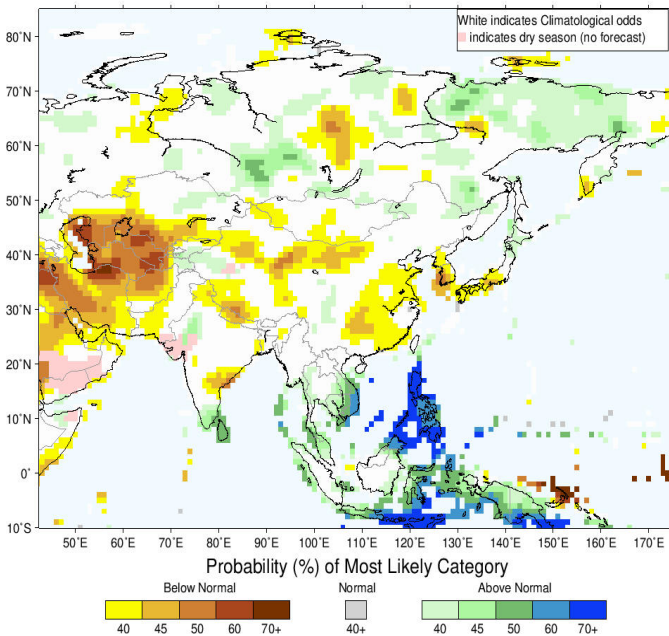 White indicates Climatological odds
indicates dry season (no forecast)
80°N
70°N
60°N
50°N
40°N
30°N
20°N
10°N
0°
10°S
50°E 60°E 70°E 80°E 90°E 100°E 110°E 120°E 130°E 140°E 150°E 160°E 170°E
Probability (%) of Most Likely Category
Below Normal Normal Above Normal
40 45 50 60 70+ 40+ 40 45 50 60 70+